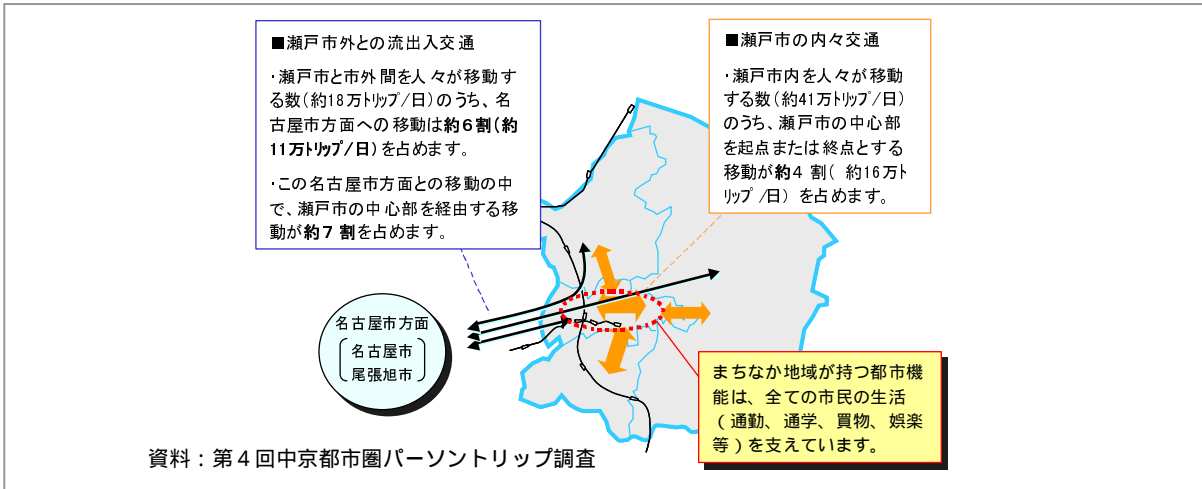 ■瀬戸市外との流出入交通
・瀬戸市と市外間を人々が移動す
る数（約18万トリップ/日）のうち、名
古屋市方面への移動は約6割（約
11万トリップ/日）を占めます。
・この名古屋市方面との移動の中
で、瀬戸市の中心部を経由する移
動が約7割を占めます。
■瀬戸市の内々交通
・瀬戸市内を人々が移動
する数（約41万トリップ/日）
のうち、瀬戸市の中心部
を起点または終点とする
移動が約4割（約16万ト
リップ/日）を占めます。
名古屋市方面
名古屋市
尾張旭市
まちなか地域が持つ都市機
能は、全ての市民の生活
（通勤、通学、買物、娯楽
等）を支えています。
資料：第４回中京都市圏パーソントリップ調査